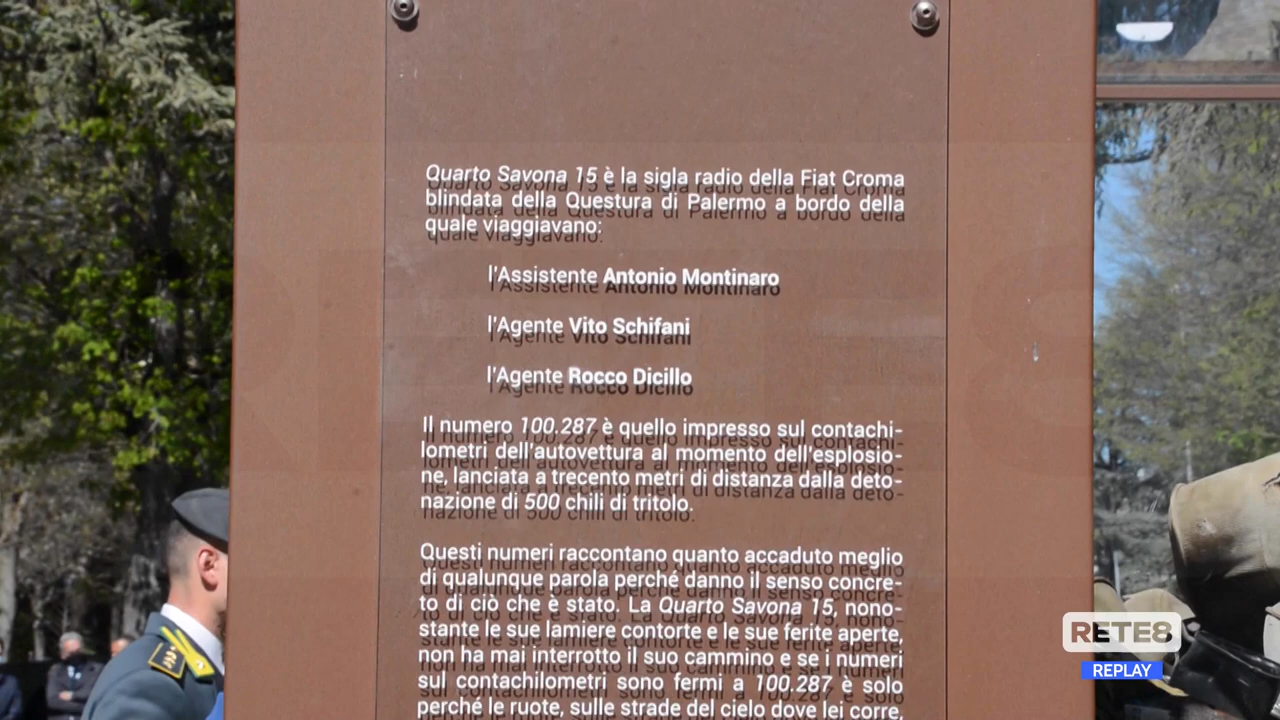 Quarto Savona 15 è la sigla radio della Fiat Croma
blindata della Questura di Palermo a bordo della
quale viaggiavano:
l'Assistente Antonio Montinaro
l'Agente Vito Schifani
l'Agente Rocco Dicillo
Il numero 100.287 è quello impresso sul contachi-
lometri dell'autovettura al momento dell'esplosio-
ne, lanciata a trecento metri di distanza dalla deto-
nazione di 500 chili di tritolo.
Questi numeri raccontano quanto accaduto meglio
di qualunque parola perché danno il senso concre-
to di ciò che è stato. La Quarto Savona 15, nono-
stante le sue lamiere contorte e le sue ferite aperte,
non ha mai interrotto il suo cammino e se i numeri
sul contachilometri sono fermi a 100.287 è solo
perché le ruote, sulle strade del cielo dove lei corre,
RETE8
REPLAY